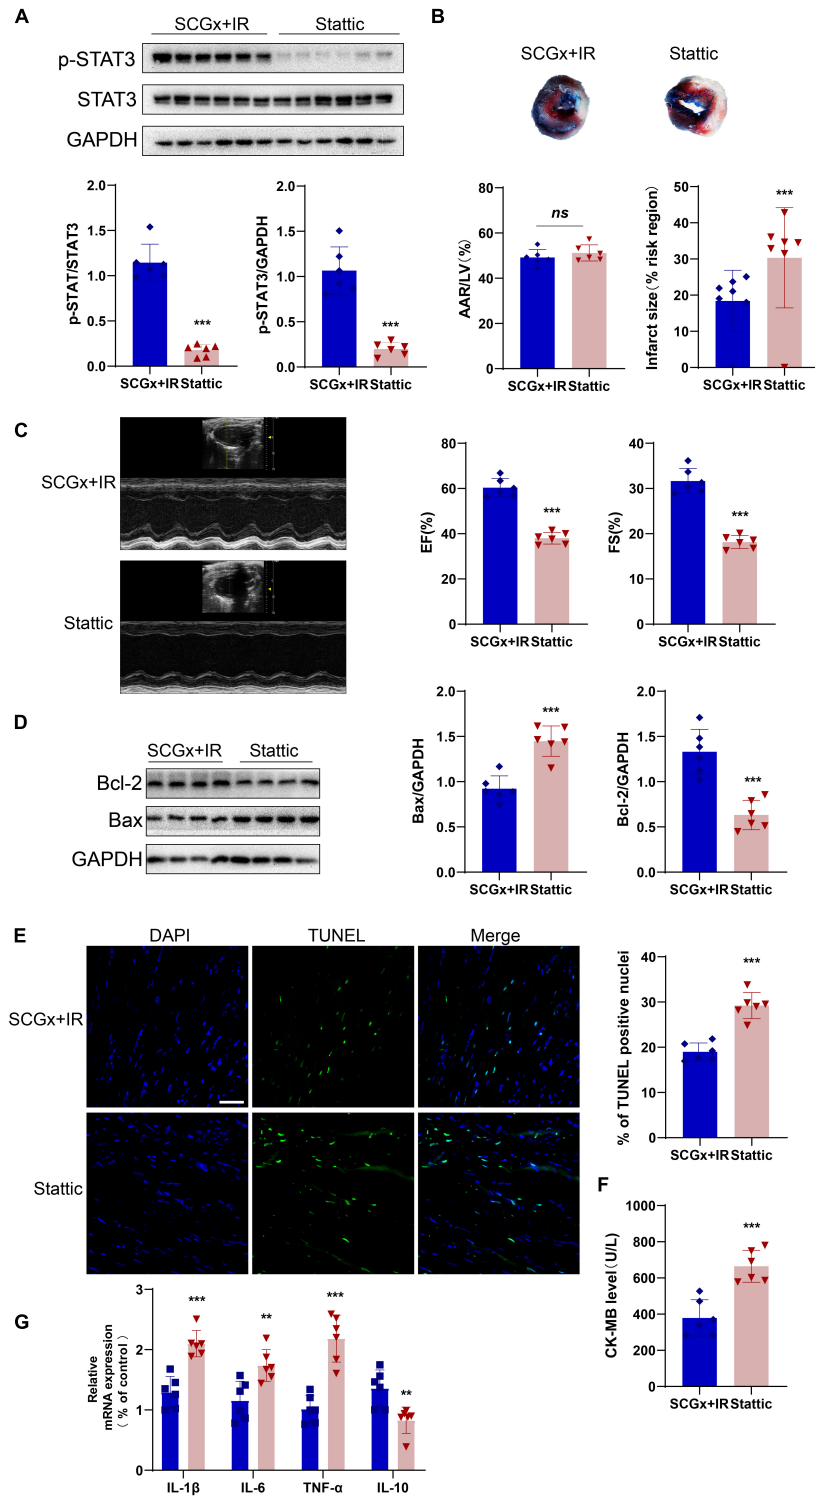 A
SCGx+IR Stattic
p-STAT3
STAT3
GAPDH
2.0
1.5
1.0
0.5
0.0
p-STAT/STAT3
***
SCGx+IR Stattic
2.0
1.5
1.0
0.5
0.0
p-STAT3/GAPDH
***
SCGx+IR Stattic
B
SCGx+IR Stattic
80
60
40
20
0
AAR/LV(%)
ns
SCGx+IR Stattic
50
40
30
20
10
0
Infarct size(% risk region)
***
SCGx+IR Stattic
C
SCGx+IR
Stattic
80
60
40
20
0
EF(%)
***
SCGx+IR Stattic
40
30
20
10
0
FS(%)
***
SCGx+IR Stattic
D
SCGx+IR Stattic
Bcl-2
Bax
GAPDH
2.0
1.5
1.0
0.5
0.0
Bax/GAPDH
***
SCGx+IR Stattic
2.0
1.5
1.0
0.5
0.0
Bcl-2/GAPDH
***
SCGx+IR Stattic
E
DAPI TUNEL Merge
SCGx+IR
Stattic
40
30
20
10
0
% of TUNEL positive nuclei
***
SCGx+IR Stattic
F
1000
800
600
400
200
0
CK-MB level(U/L)
***
SCGx+IR Stattic
G
3
2
1
0
Relative
mRNA expression
(% of control)
*** ** *** **
IL-1β IL-6 TNF-α IL-10